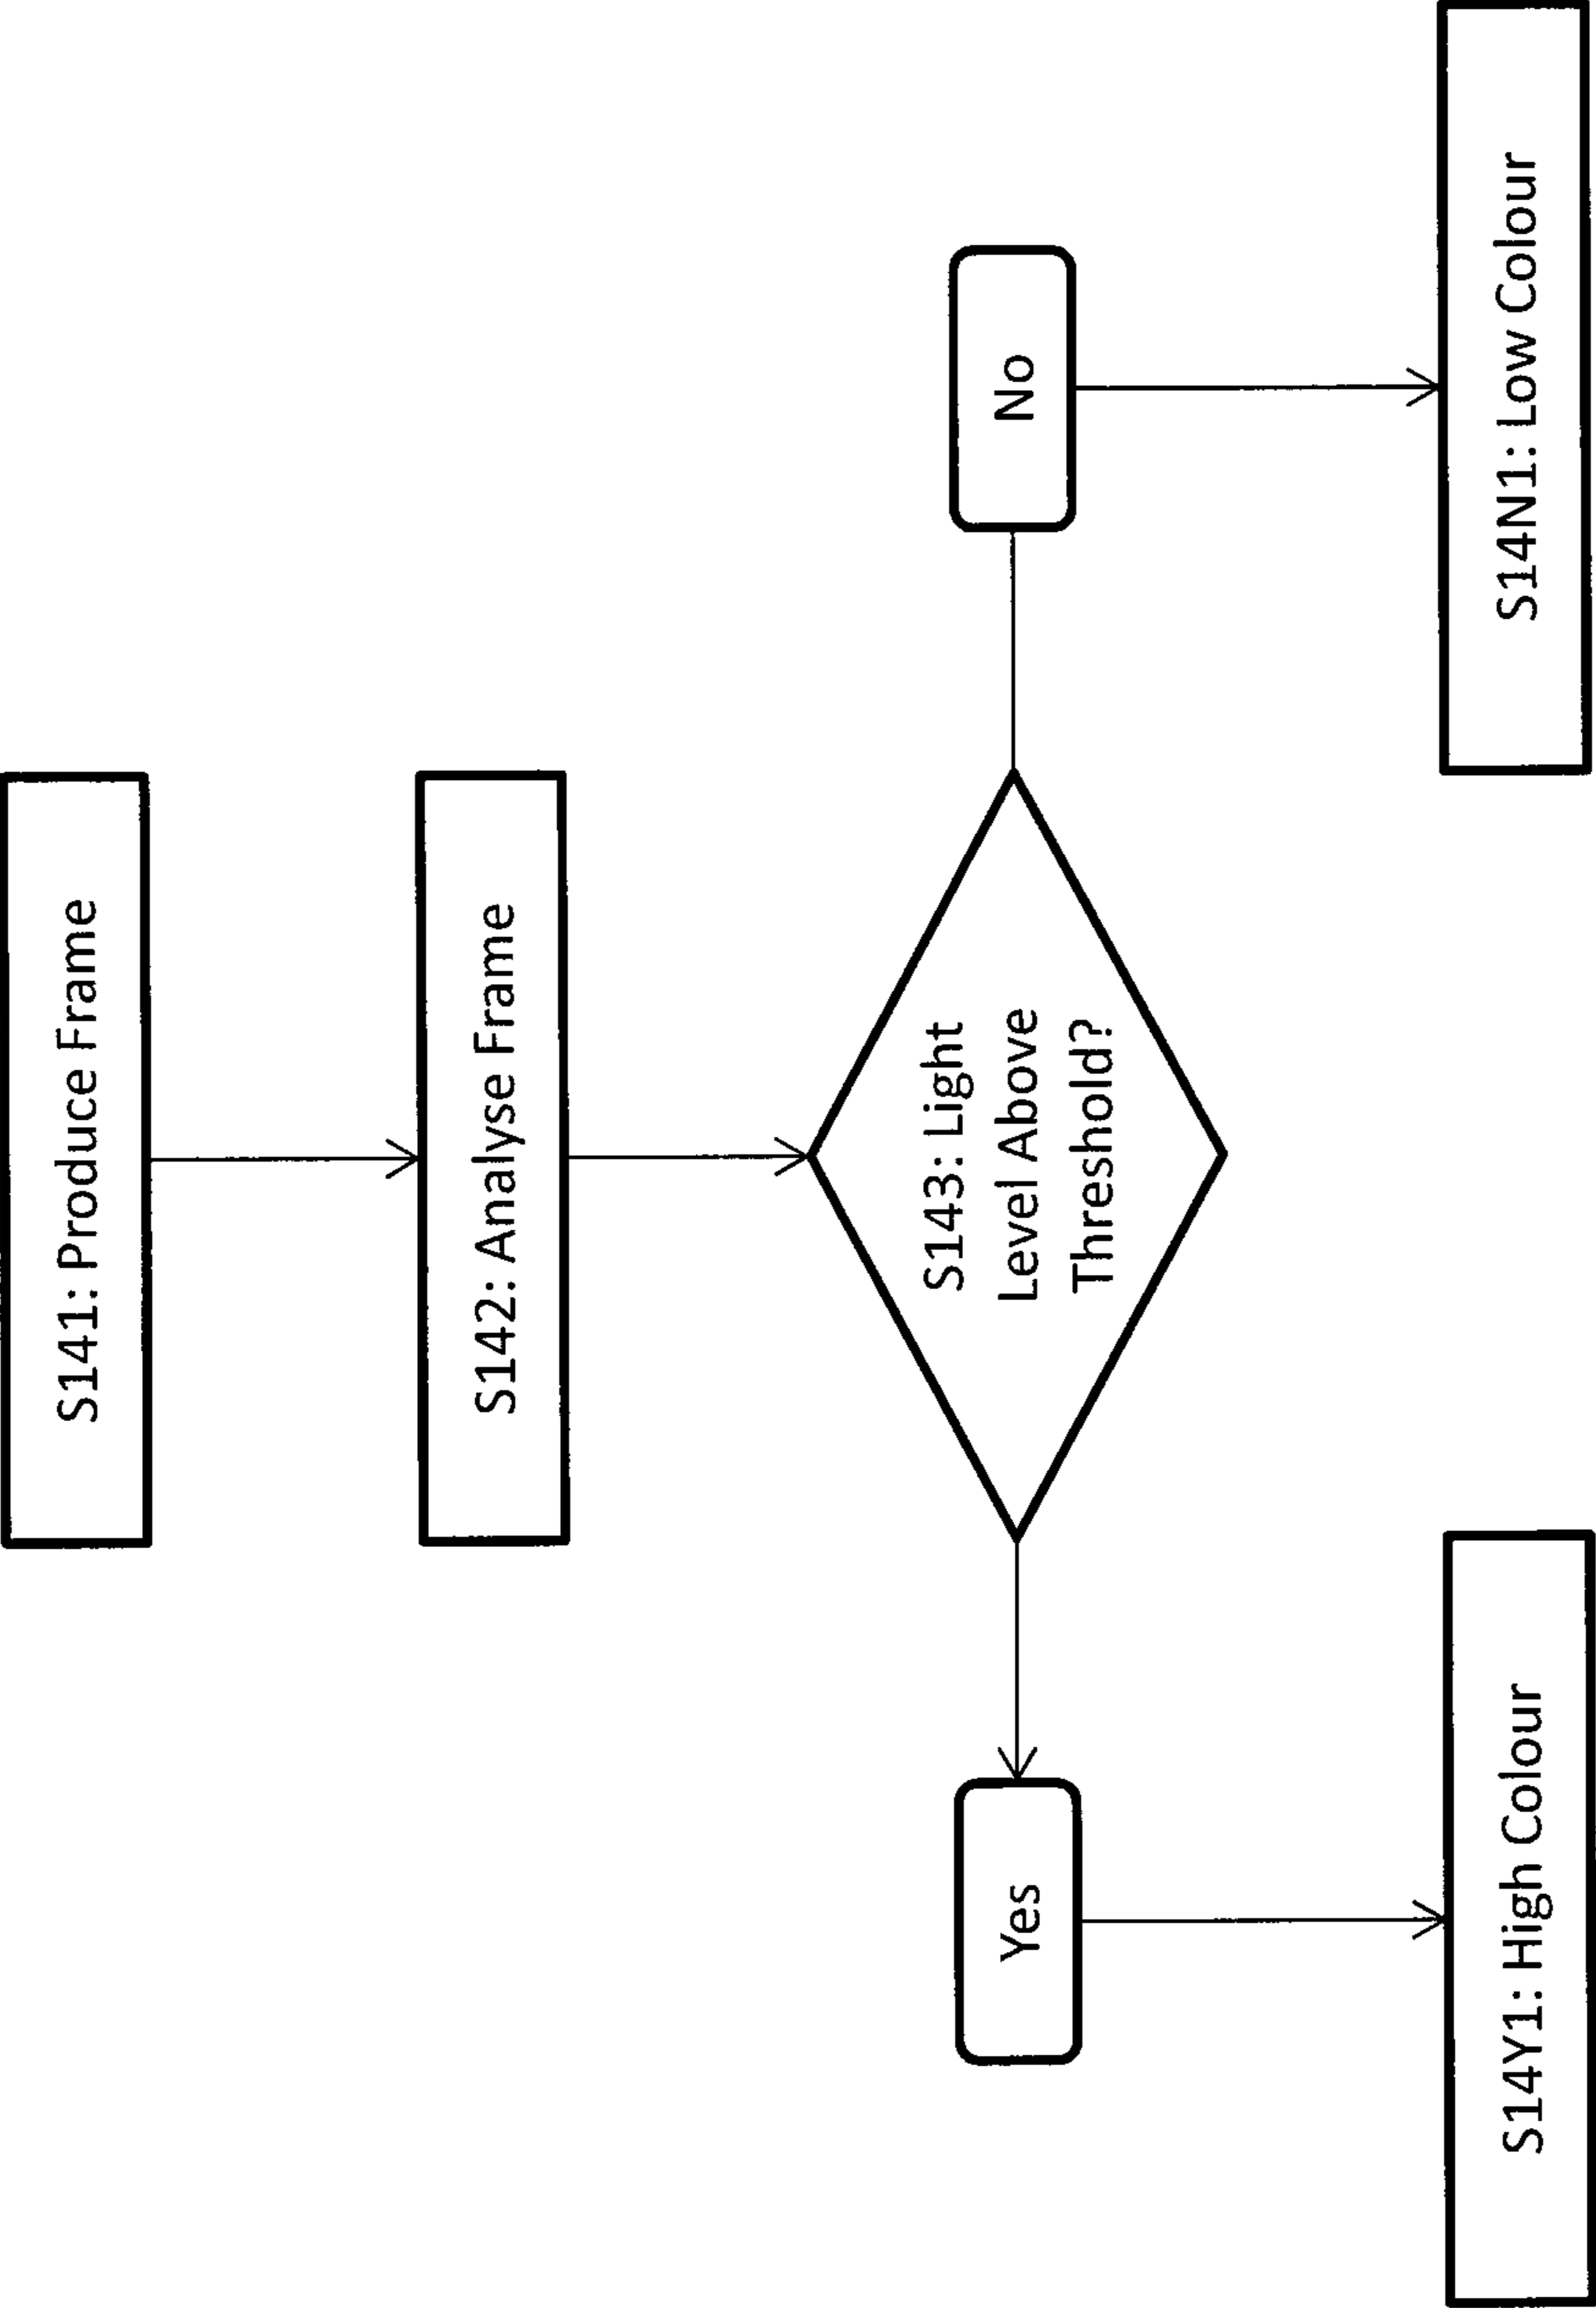 S141: Produce Frame
S142: Analyse Frame
S143: Light
Level Above
Threshold?
Yes
No
S14Y1: High Colour
S14N1: Low Colour